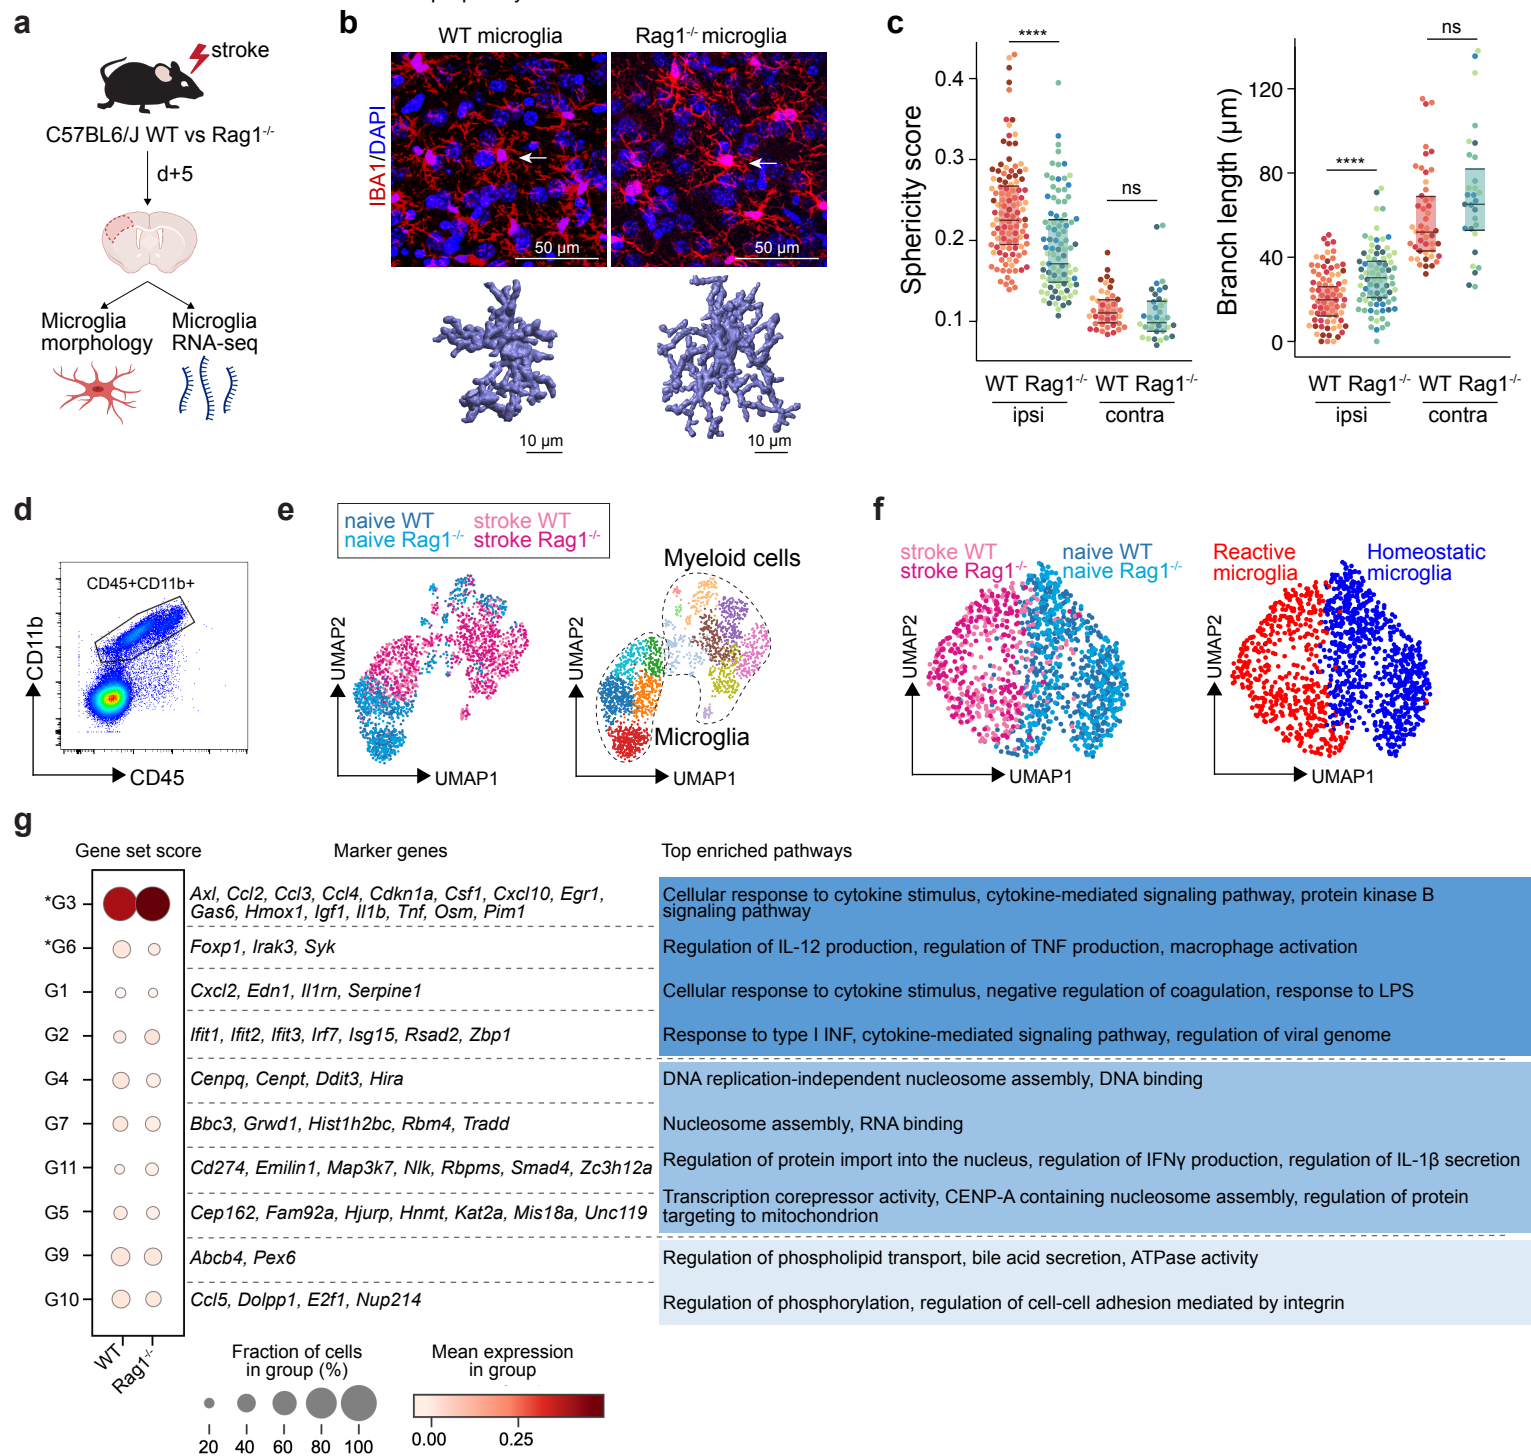 a
stroke
C57BL6/J WT vs Rag1-/-
d+5
Microglia
morphology
Microglia
RNA-seq
b
WT microglia
Rag1-/- microglia
IBA1/DAPI
50 µm
50 µm
10 µm
10 µm
c
Sphericity score
0.4
0.3
0.2
0.1
****
ns
WT Rag1-/- WT Rag1-/-
ipsi
contra
Branch length (µm)
120
80
40
0
****
ns
WT Rag1-/- WT Rag1-/-
ipsi
contra
d
CD11b
CD45+CD11b+
CD45
e
naive WT
stroke WT
naive Rag1-/-
stroke Rag1-/-
UMAP2
UMAP1
Myeloid cells
Microglia
UMAP2
UMAP1
f
stroke WT
stroke Rag1-/-
naive WT
naive Rag1-/-
UMAP2
UMAP1
Reactive
microglia
Homeostatic
microglia
UMAP2
UMAP1
g
Gene set score
Marker genes
Top enriched pathways
*G3
Axl, Ccl2, Ccl3, Ccl4, Cdkn1a, Csf1, Cxcl10, Egr1,
Gas6, Hmox1, Igf1, Il1b, Tnf, Osm, Pim1
Cellular response to cytokine stimulus, cytokine-mediated signaling pathway, protein kinase B
signaling pathway
*G6
Foxp1, Irak3, Syk
Regulation of IL-12 production, regulation of TNF production, macrophage activation
G1
Cxcl2, Edn1, Il1rn, Serpine1
Cellular response to cytokine stimulus, negative regulation of coagulation, response to LPS
G2
Ifit1, Ifit2, Ifit3, Irf7, Isg15, Rsad2, Zbp1
Response to type I INF, cytokine-mediated signaling pathway, regulation of viral genome
G4
Cenpq, Cenpt, Ddit3, Hira
DNA replication-independent nucleosome assembly, DNA binding
G7
Bbc3, Grwd1, Hist1h2bc, Rbm4, Tradd
Nucleosome assembly, RNA binding
G11
Cd274, Emilin1, Map3k7, Nlk, Rbpms, Smad4, Zc3h12a
Regulation of protein import into the nucleus, regulation of IFNγ production, regulation of IL-1β secretion
G5
Cep162, Fam92a, Hjurp, Hnmt, Kat2a, Mis18a, Unc119
Transcription corepressor activity, CENP-A containing nucleosome assembly, regulation of protein
targeting to mitochondrion
G9
Abcb4, Pex6
Regulation of phospholipid transport, bile acid secretion, ATPase activity
G10
Ccl5, Dolpp1, E2f1, Nup214
Regulation of phosphorylation, regulation of cell-cell adhesion mediated by integrin
WT
Rag1-/-
Fraction of cells
in group (%)
20 40 60 80 100
Mean expression
in group
0.00 0.25